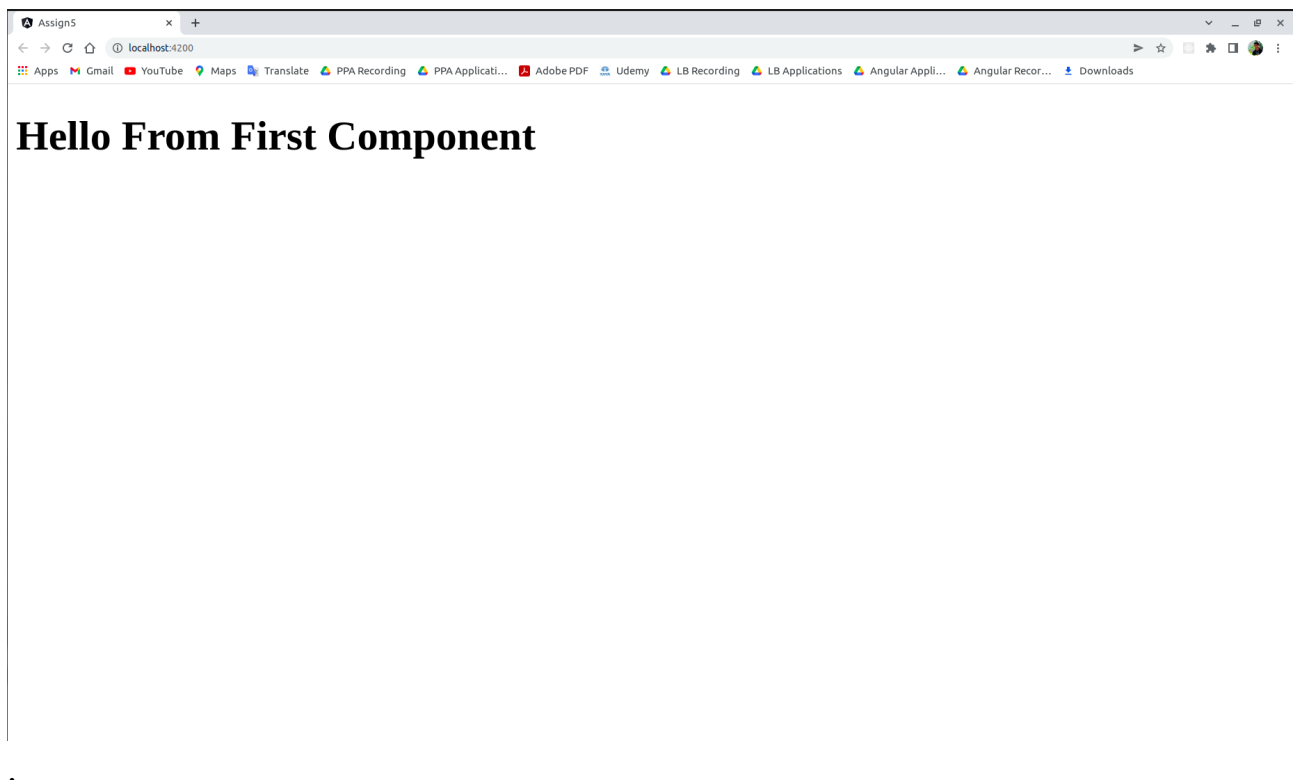 Assign5
localhost:4200
Apps Gmail YouTube Maps Translate PPA Recording PPA Applicati... Adobe PDF Udemy LB Recording LB Applications Angular Appli... Angular Recor... Downloads
Hello From First Component